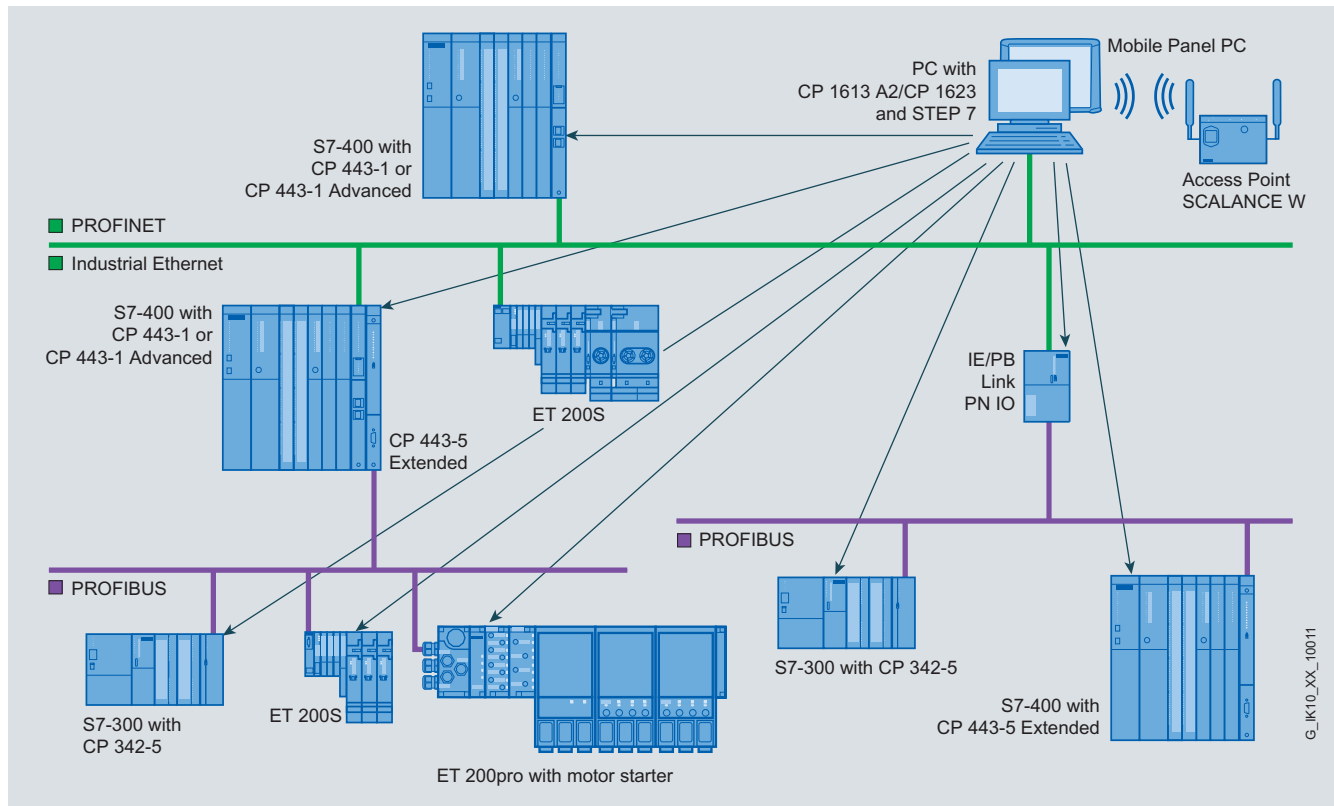 Mobile Panel PC
PC with
CP 1613 A2/CP 1623
and STEP 7
S7-400 with
CP 443-1 or
CP 443-1 Advanced
Access Point
SCALANCE W
PROFINET
Industrial Ethernet
S7-400 with
CP 443-1 or
CP 443-1 Advanced
ET 200S
IE/PB
Link
PN IO
CP 443-5
Extended
PROFIBUS
PROFIBUS
S7-300 with
CP 342-5
ET 200S
ET 200pro with motor starter
S7-300 with CP 342-5
S7-400 with
CP 443-5 Extended
G_IK10_XX_10011